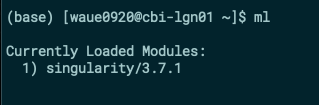 (base) [waue0920@cbi-lgn01 ~]$ ml
Currently Loaded Modules:
1) singularity/3.7.1